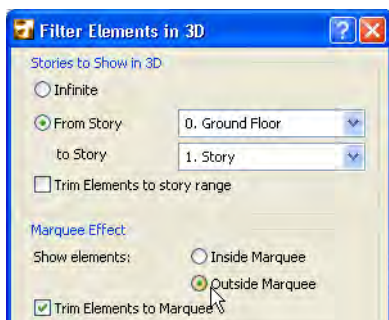 Filter Elements in 3D
Stories to Show in 3D
Infinite
From Story 0. Ground Floor
to Story 1. Story
Trim Elements to story range
Marquee Effect
Show elements: Inside Marquee
Outside Marquee
Trim Elements to Marquee